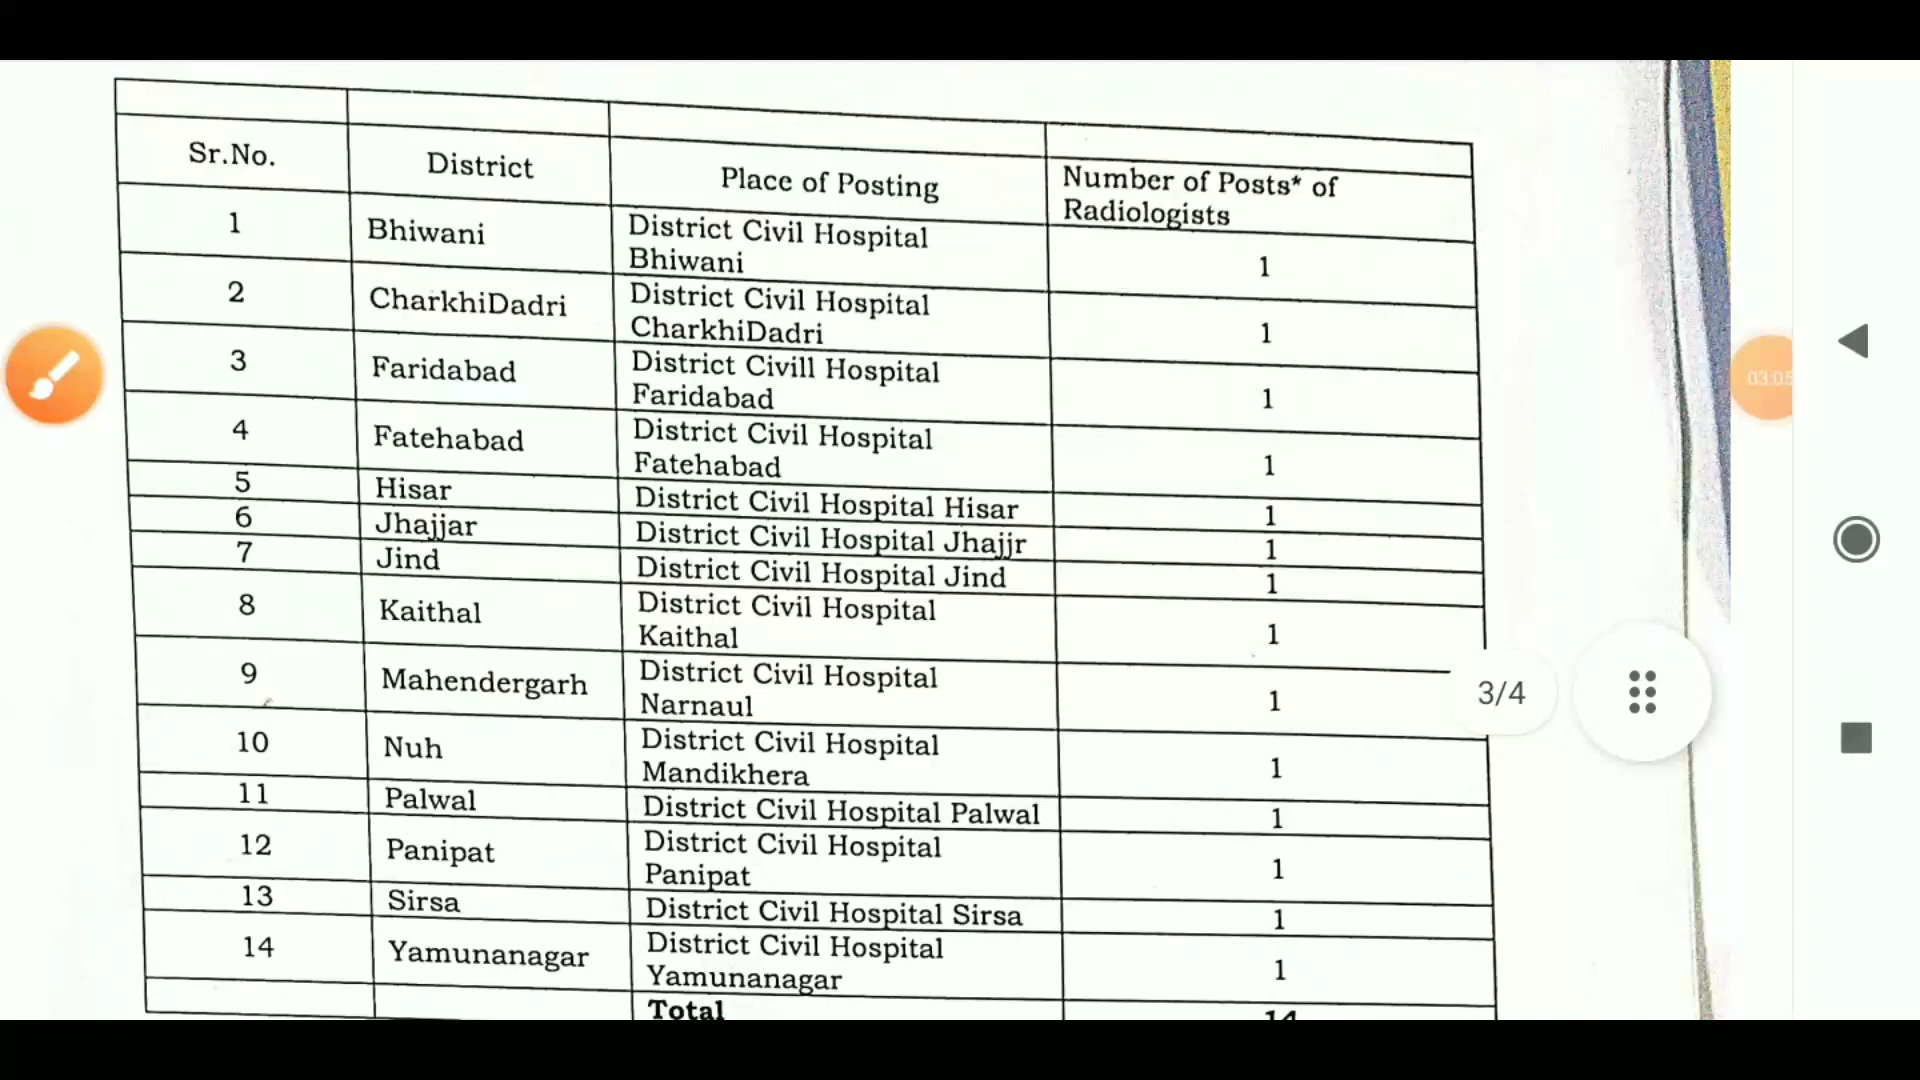 Sr.No. District Place of Posting Number of Posts* of
Radiologists
1 Bhiwani District Civil Hospital
Bhiwani 1
2 CharkhiDadri District Civil Hospital
CharkhiDadri 1
3 Faridabad District Civill Hospital
Faridabad 1
4 Fatehabad District Civil Hospital
Fatehabad 1
5 Hisar District Civil Hospital Hisar 1
6 Jhajjar District Civil Hospital Jhajjr 1
7 Jind District Civil Hospital Jind 1
8 Kaithal District Civil Hospital
Kaithal 1
9 Mahendergarh District Civil Hospital
Narnaul 1
10 Nuh District Civil Hospital
Mandikhera 1
11 Palwal District Civil Hospital Palwal 1
12 Panipat District Civil Hospital
Panipat 1
13 Sirsa District Civil Hospital Sirsa 1
14 Yamunanagar District Civil Hospital
Yamunanagar 1
Total 14
3/4
03:05